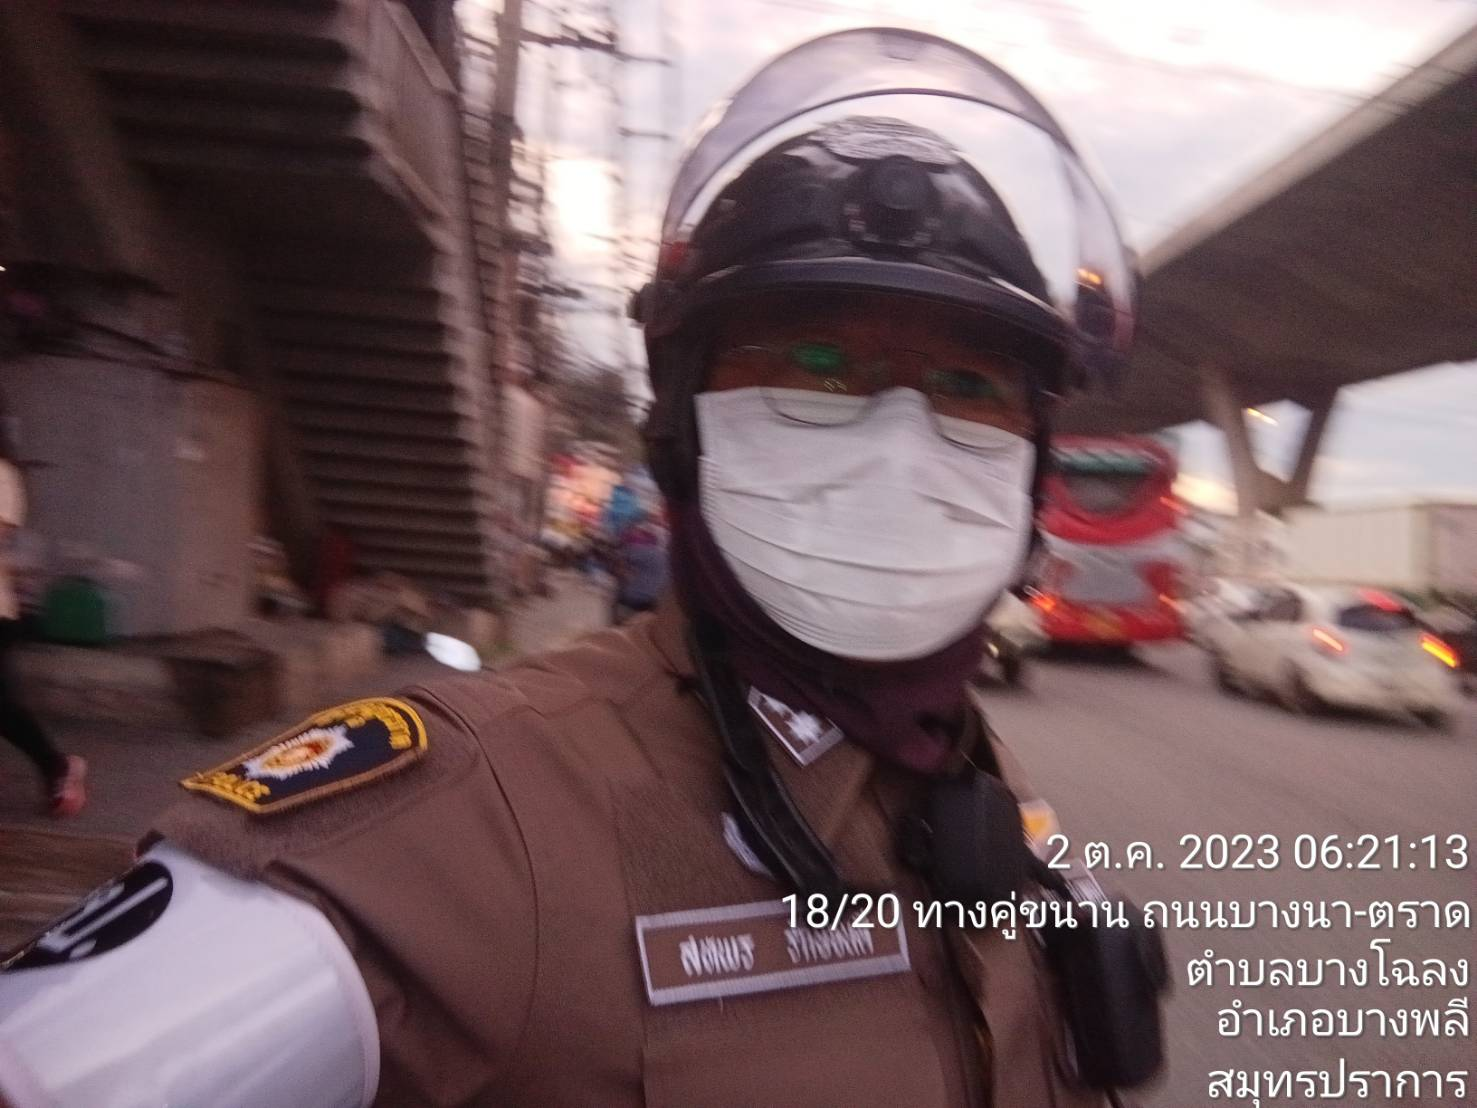 POLICE
2 ต.ค. 2023 06:21:13
18/20 ทางคู่ขนาน ถนนบางนา-ตราด
ตำบลบางโฉลง
อำเภอบางพลี
สมุทรปราการ